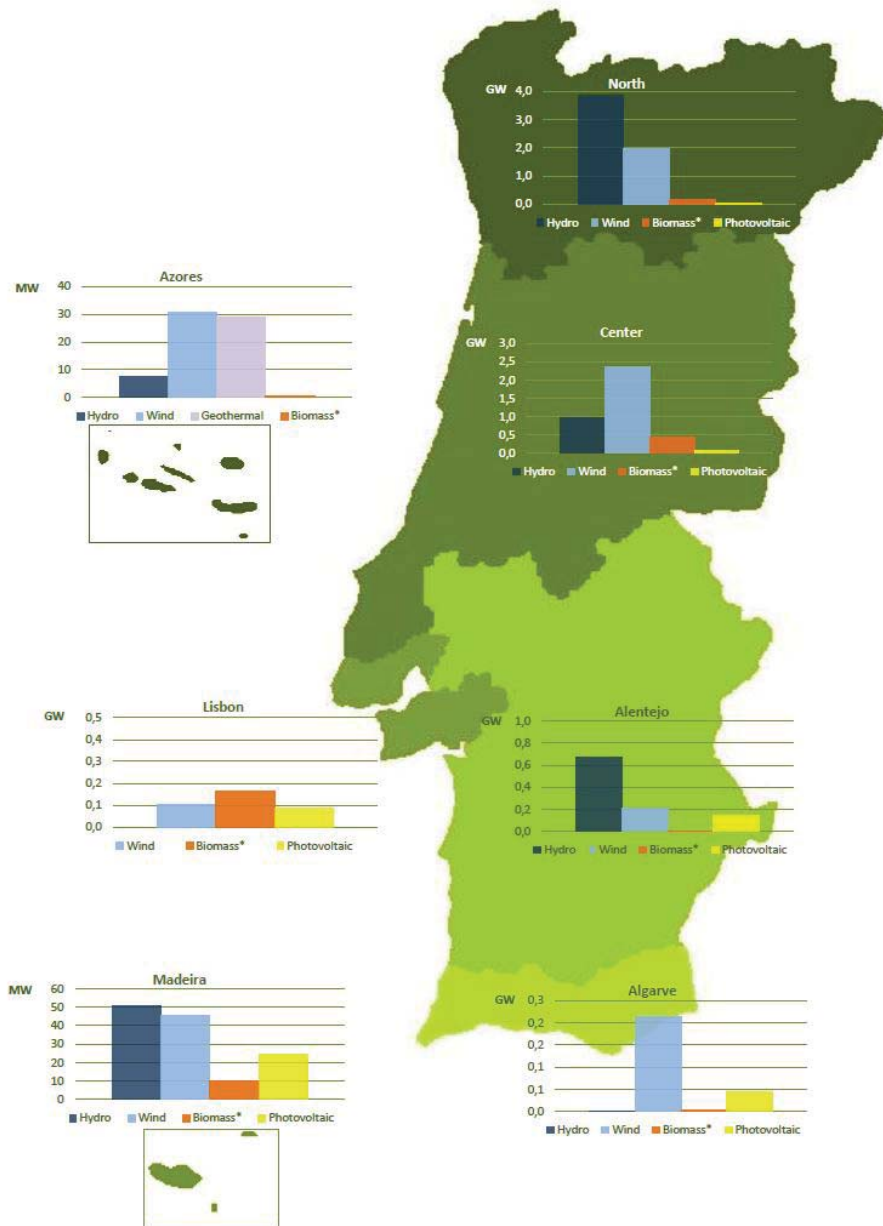 North
GW
4,0
3,0
2,0
1,0
0,0
Hydro Wind Biomass* Photovoltaic
Azores
MW
40
30
20
10
0
Hydro Wind Geothermal Biomass*
Center
GW
3,0
2,5
2,0
1,5
1,0
0,5
0,0
Hydro Wind Biomass* Photovoltaic
Lisbon
GW
0,5
0,4
0,3
0,2
0,1
0,0
Wind Biomass* Photovoltaic
Alentejo
GW
1,0
0,8
0,6
0,4
0,2
0,0
Hydro Wind Biomass* Photovoltaic
Madeira
MW
60
50
40
30
20
10
0
Hydro Wind Biomass* Photovoltaic
Algarve
GW
0,3
0,2
0,2
0,1
0,1
0,0
Hydro Wind Biomass* Photovoltaic